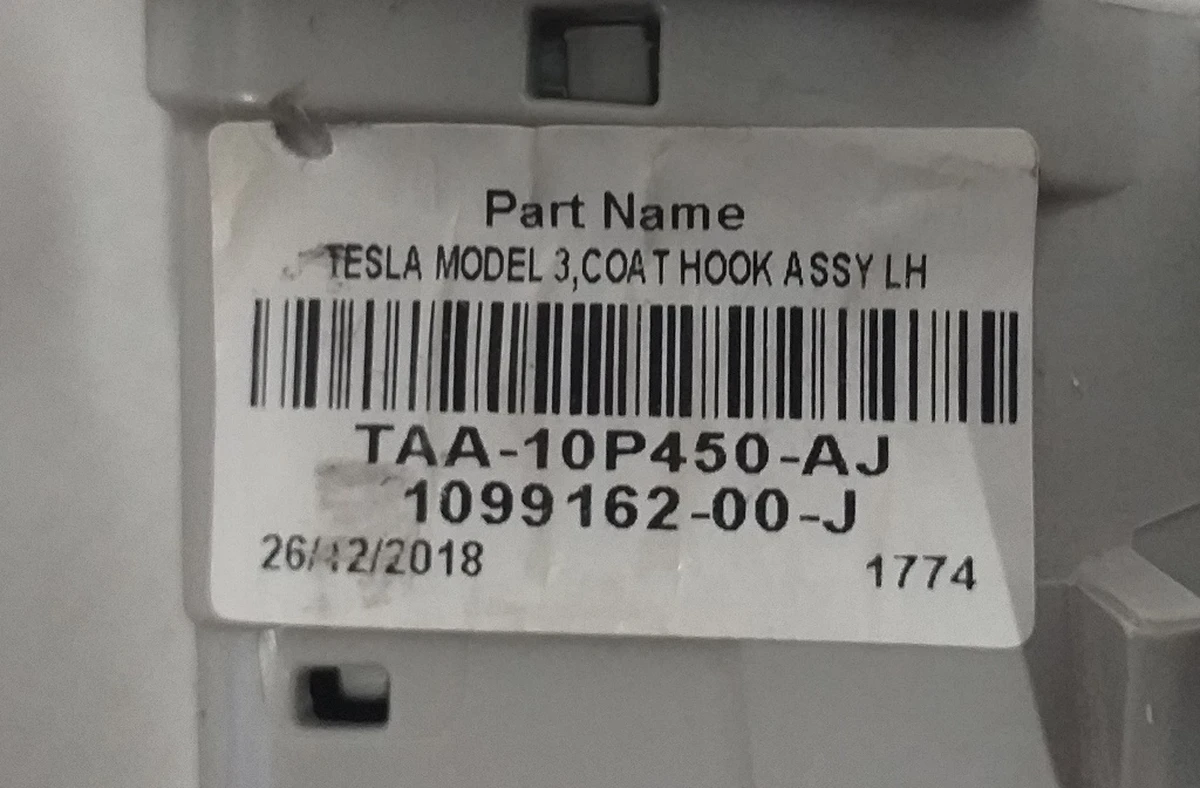 Part Name
TESLA MODEL 3,COAT HOOK ASSY LH
TAA-10P450-AJ
1099162-00-J
26/12/2018 1774